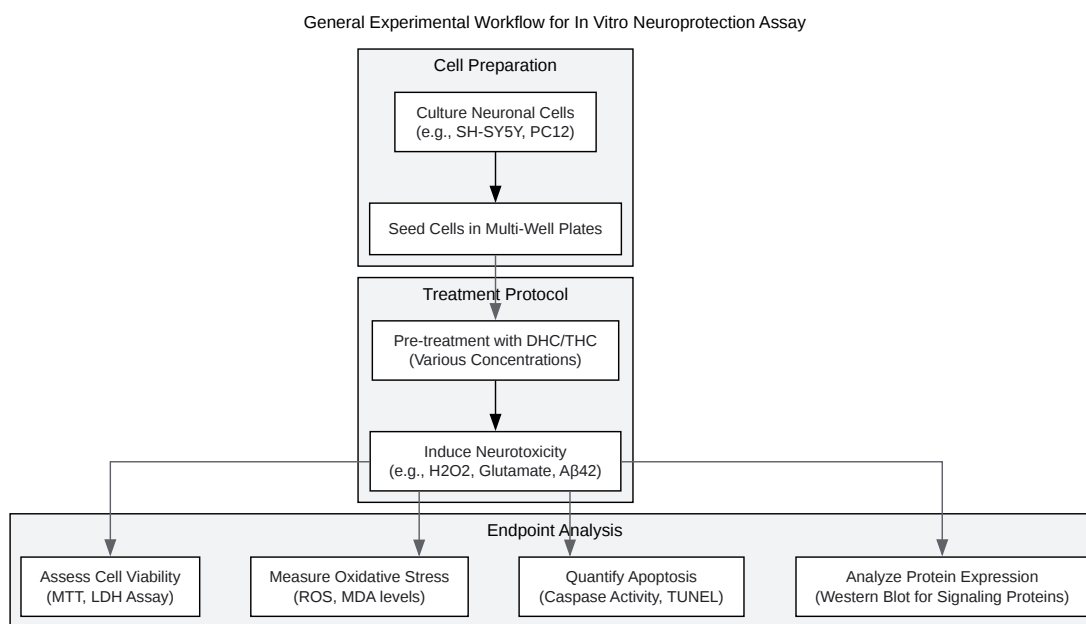 General Experimental Workflow for In Vitro Neuroprotection Assay
Cell Preparation
Culture Neuronal Cells
(e.g., SH-SY5Y, PC12)
Seed Cells in Multi-Well Plates
Treatment Protocol
Pre-treatment with DHC/THC
(Various Concentrations)
Induce Neurotoxicity
(e.g., H2O2, Glutamate, Aβ42)
Endpoint Analysis
Assess Cell Viability
(MTT, LDH Assay)
Measure Oxidative Stress
(ROS, MDA levels)
Quantify Apoptosis
(Caspase Activity, TUNEL)
Analyze Protein Expression
(Western Blot for Signaling Proteins)